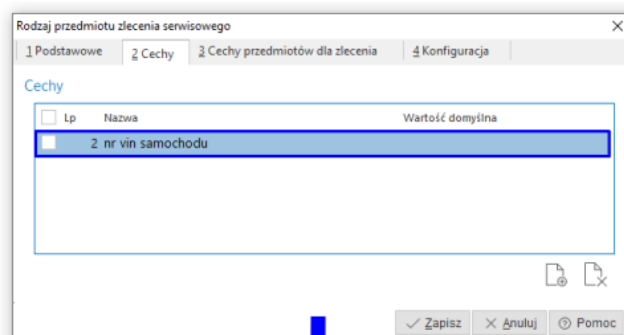 Rodzaj przedmiotu zlecenia serwisowego
1 Podstawowe 2 Cechy 3 Cechy przedmiotów dla zlecenia 4 Konfiguracja
Cechy
Lp Nazwa Wartość domyślna
2 nr vin samochodu
Zapisz Anuluj Pomoc